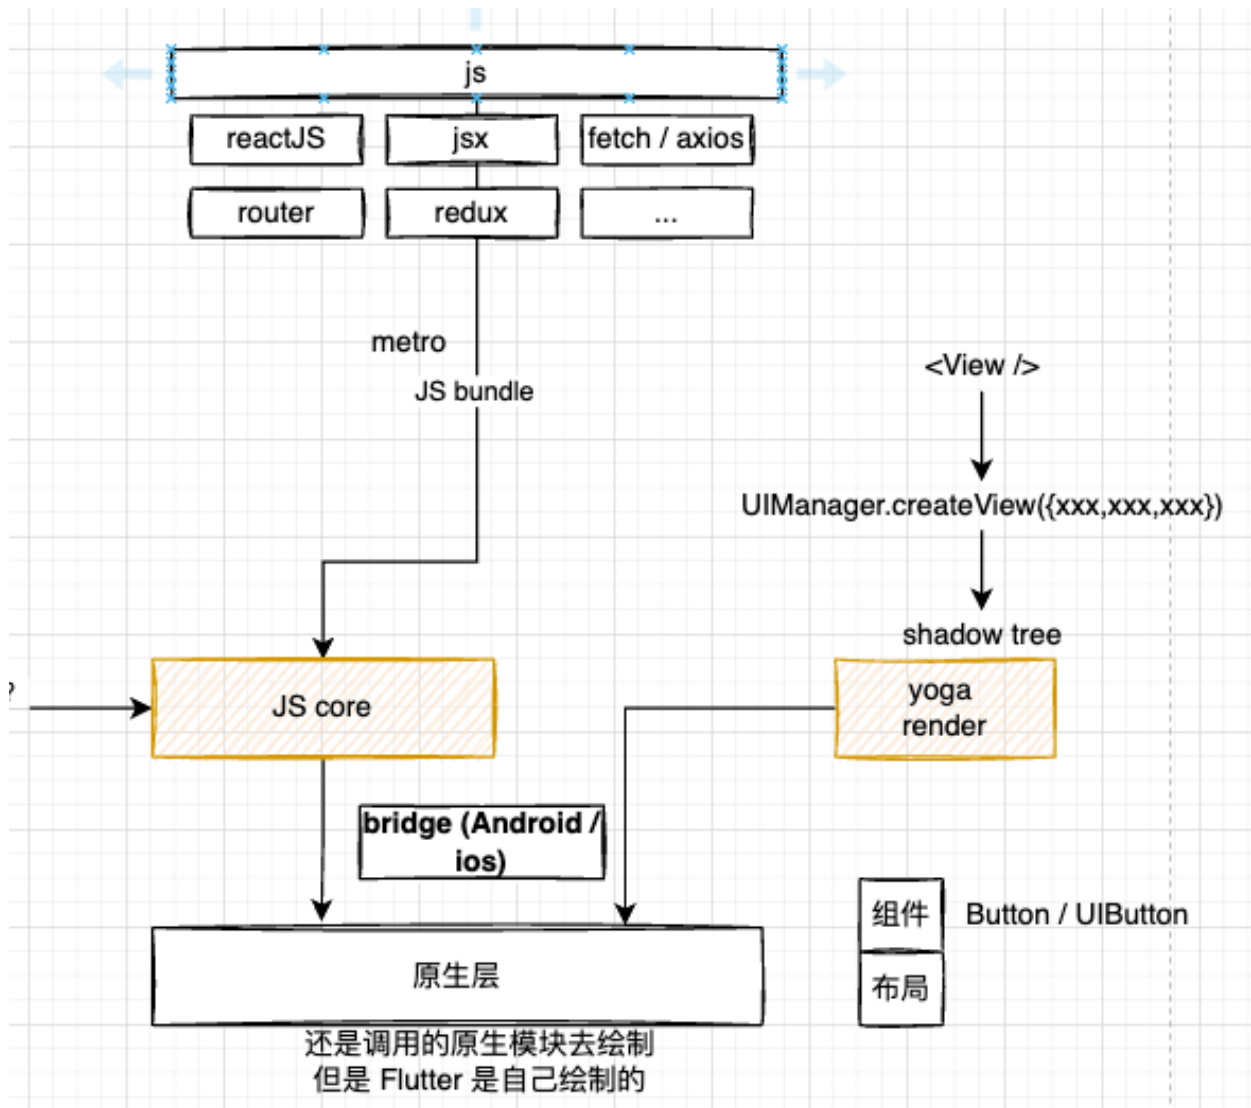 js
reactJS
jsx
fetch / axios
router
redux
...
metro
JS bundle
<View />
UIManager.createView({xxx,xxx,xxx})
shadow tree
JS core
yoga
render
bridge (Android /
ios)
组件
Button / UIButton
布局
原生层
还是调用的原生模块去绘制
但是 Flutter 是自己绘制的